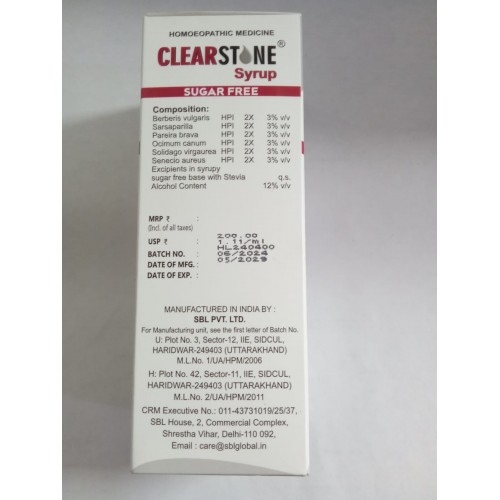 HOMOEOPATHIC MEDICINE
CLEARSTONE®
Syrup
SUGAR FREE
Composition:
Berberis vulgaris HPI 2X 3% v/v
Sarsaparilla HPI 2X 3% v/v
Pareira brava HPI 2X 3% v/v
Ocimum canum HPI 2X 3% v/v
Solidago virgaurea HPI 2X 3% v/v
Senecio aureus HPI 2X 3% v/v
Excipients in syrupy
sugar free base with Stevia q.s.
Alcohol Content 12% v/v
MRP ₹ :
(Incl. of all taxes) 200.00
USP ₹ : 1.11/ml
BATCH NO. : HL240400
DATE OF MFG. : 06/2024
DATE OF EXP. : 05/2029
MANUFACTURED IN INDIA BY :
SBL PVT. LTD.
For Manufacturing unit, see the first letter of Batch No.
U: Plot No. 3, Sector-12, IIE, SIDCUL,
HARIDWAR-249403 (UTTARAKHAND)
M.L.No. 1/UA/HPM/2006
H: Plot No. 42, Sector-11, IIE, SIDCUL,
HARIDWAR-249403 (UTTARAKHAND)
M.L.No. 2/UA/HPM/2011
CRM Executive No.: 011-43731019/25/37,
SBL House, 2, Commercial Complex,
Shrestha Vihar, Delhi-110 092,
Email : care@sblglobal.in